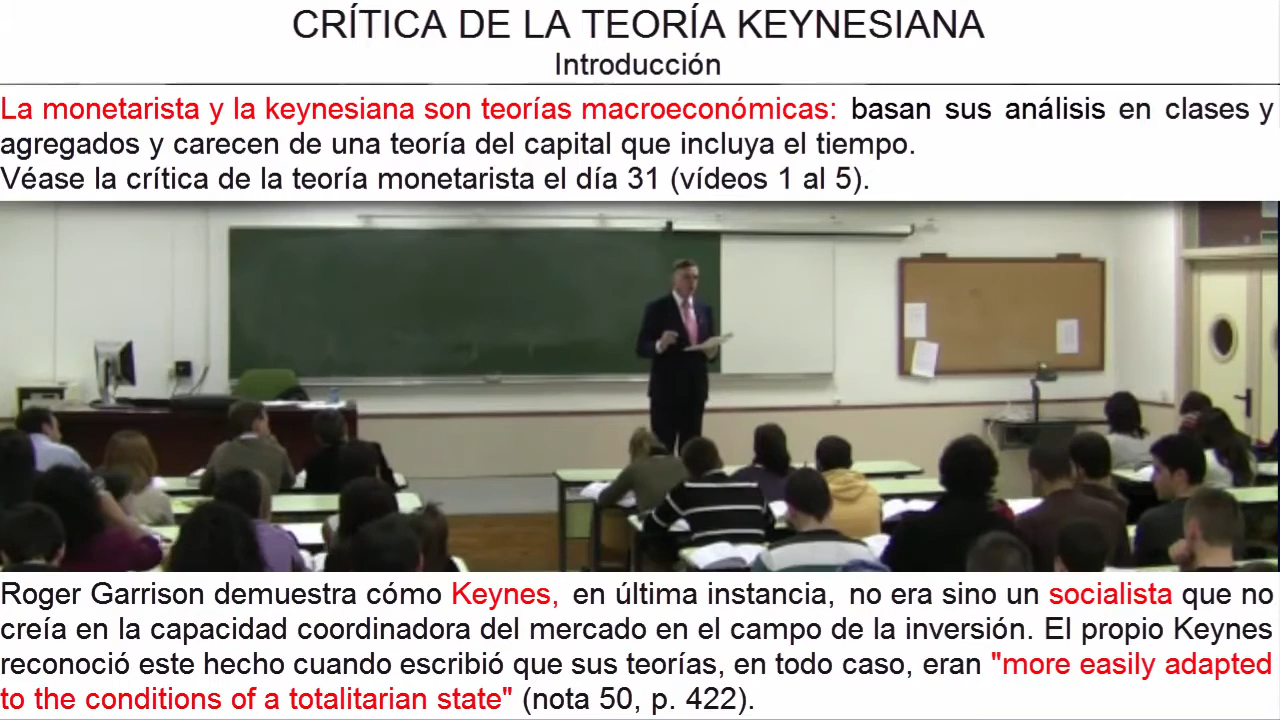 CRÍTICA DE LA TEORÍA KEYNESIANA
Introducción
La monetarista y la keynesiana son teorías macroeconómicas: basan sus análisis en clases y
agregados y carecen de una teoría del capital que incluya el tiempo.
Véase la crítica de la teoría monetarista el día 31 (vídeos 1 al 5).
Roger Garrison demuestra cómo Keynes, en última instancia, no era sino un socialista que no
creía en la capacidad coordinadora del mercado en el campo de la inversión. El propio Keynes
reconoció este hecho cuando escribió que sus teorías, en todo caso, eran "more easily adapted
to the conditions of a totalitarian state" (nota 50, p. 422).